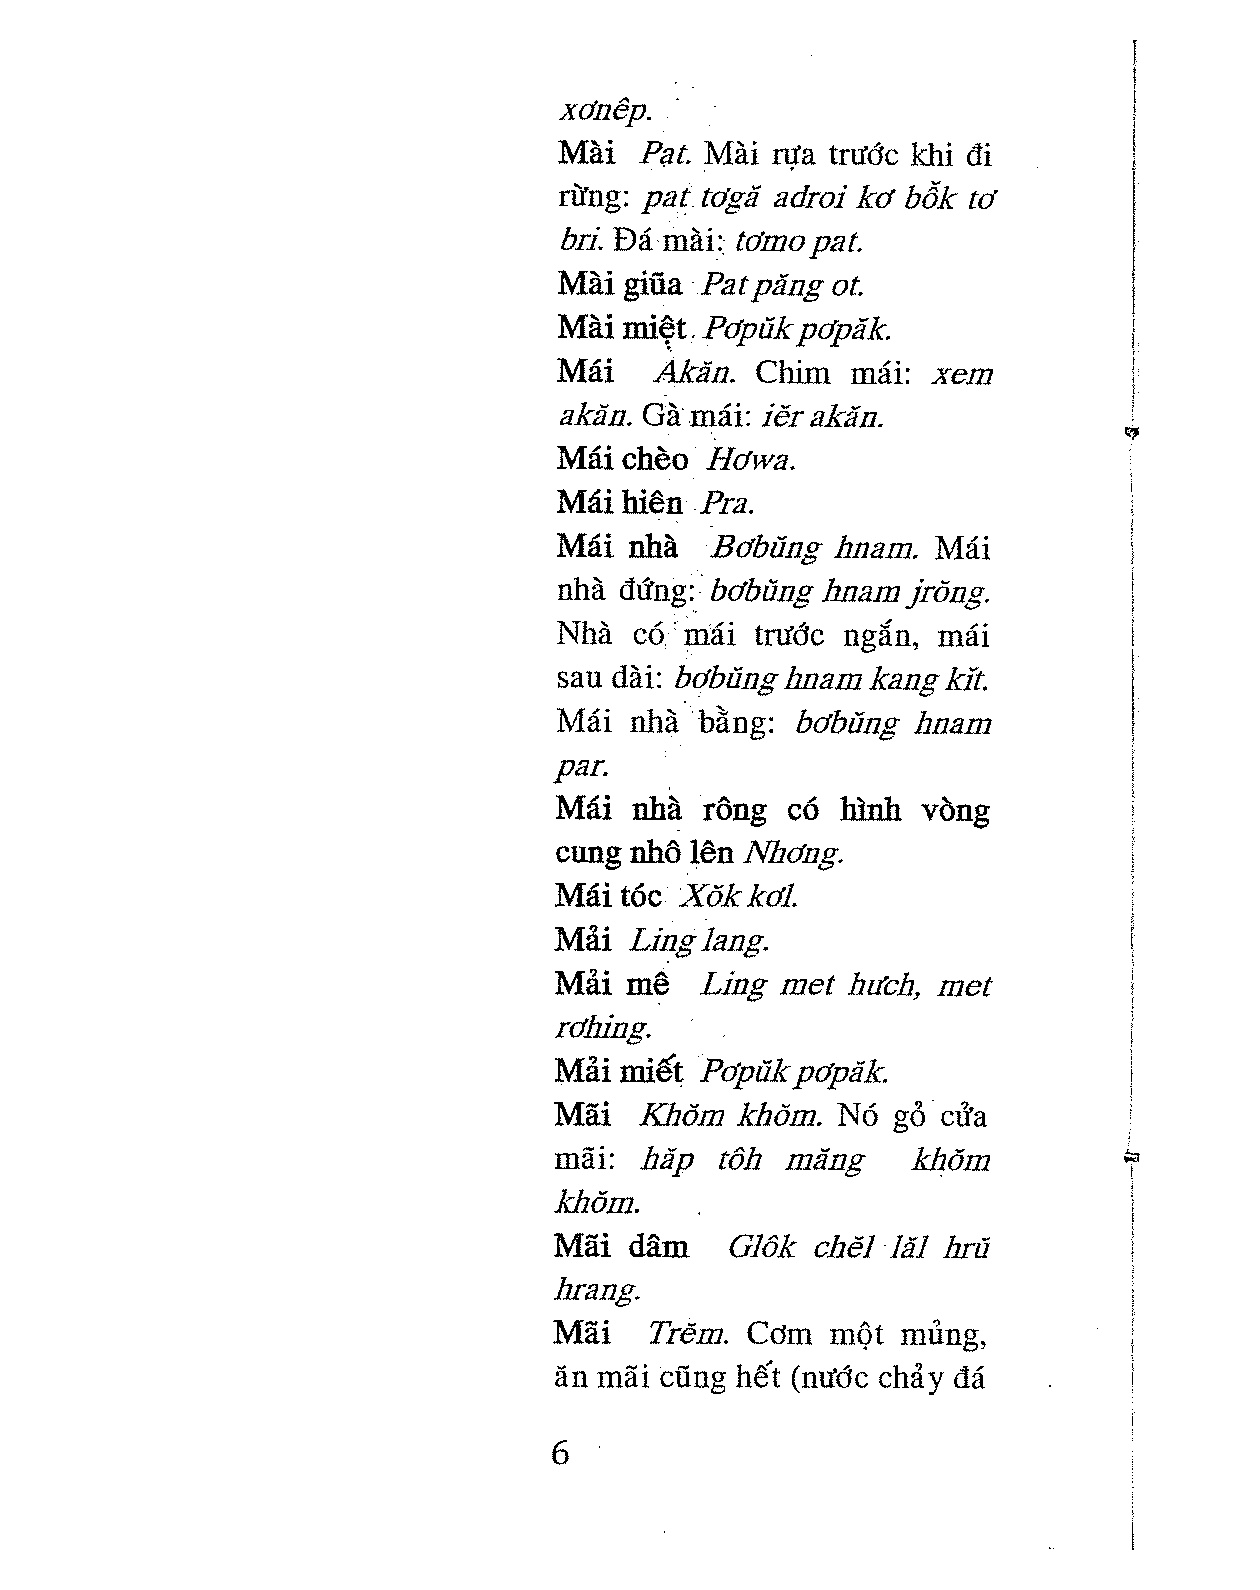 xơnêp.
Mài Pat. Mài rựa trước khi đi
rừng: pat tơgă adroi kơ bŏ̃k tơ
bri. Đá mài: tơmo pat.
Mài giũa Pat păng ot.
Mài miệt Pơpŭk pơpăk.
Mái Akăn. Chim mái: xem
akăn. Gà mái: iĕr akăn.
Mái chèo Hơwa.
Mái hiên Pra.
Mái nhà Bơbŭng hnam. Mái
nhà đứng: bơbŭng hnam jrŏng.
Nhà có mái trước ngắn, mái
sau dài: bơbŭng hnam kang kĭt.
Mái nhà bằng: bơbŭng hnam
par.
Mái nhà rông có hình vòng
cung nhô lên Nhơng.
Mái tóc Xŏk kơl.
Mải Ling lang.
Mải mê Ling met hưch, met
rơhing.
Mải miết Pơpŭk pơpăk.
Mãi Khŏm khŏm. Nó gỏ cửa
mãi: hăp tôh măng khŏm
khŏm.
Mãi dâm Glôk chĕl lăl hrŭ
hrang.
Mãi Trĕm. Cơm một mủng,
ăn mãi cũng hết (nước chảy đá
6